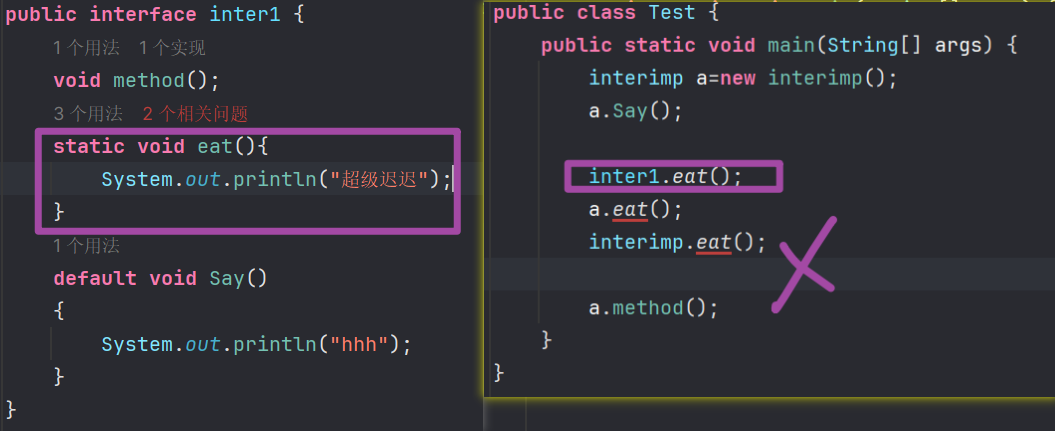 public interface inter1 {
1个用法 1个实现
void method();
3个用法 2个相关问题
static void eat(){
System.out.println("超级迟迟");
}
1个用法
default void Say()
{
System.out.println("hhh");
}
}
public class Test {
public static void main(String[] args) {
interimp a=new interimp();
a.Say();
inter1.eat();
a.eat();
interimp.eat();
a.method();
}
}